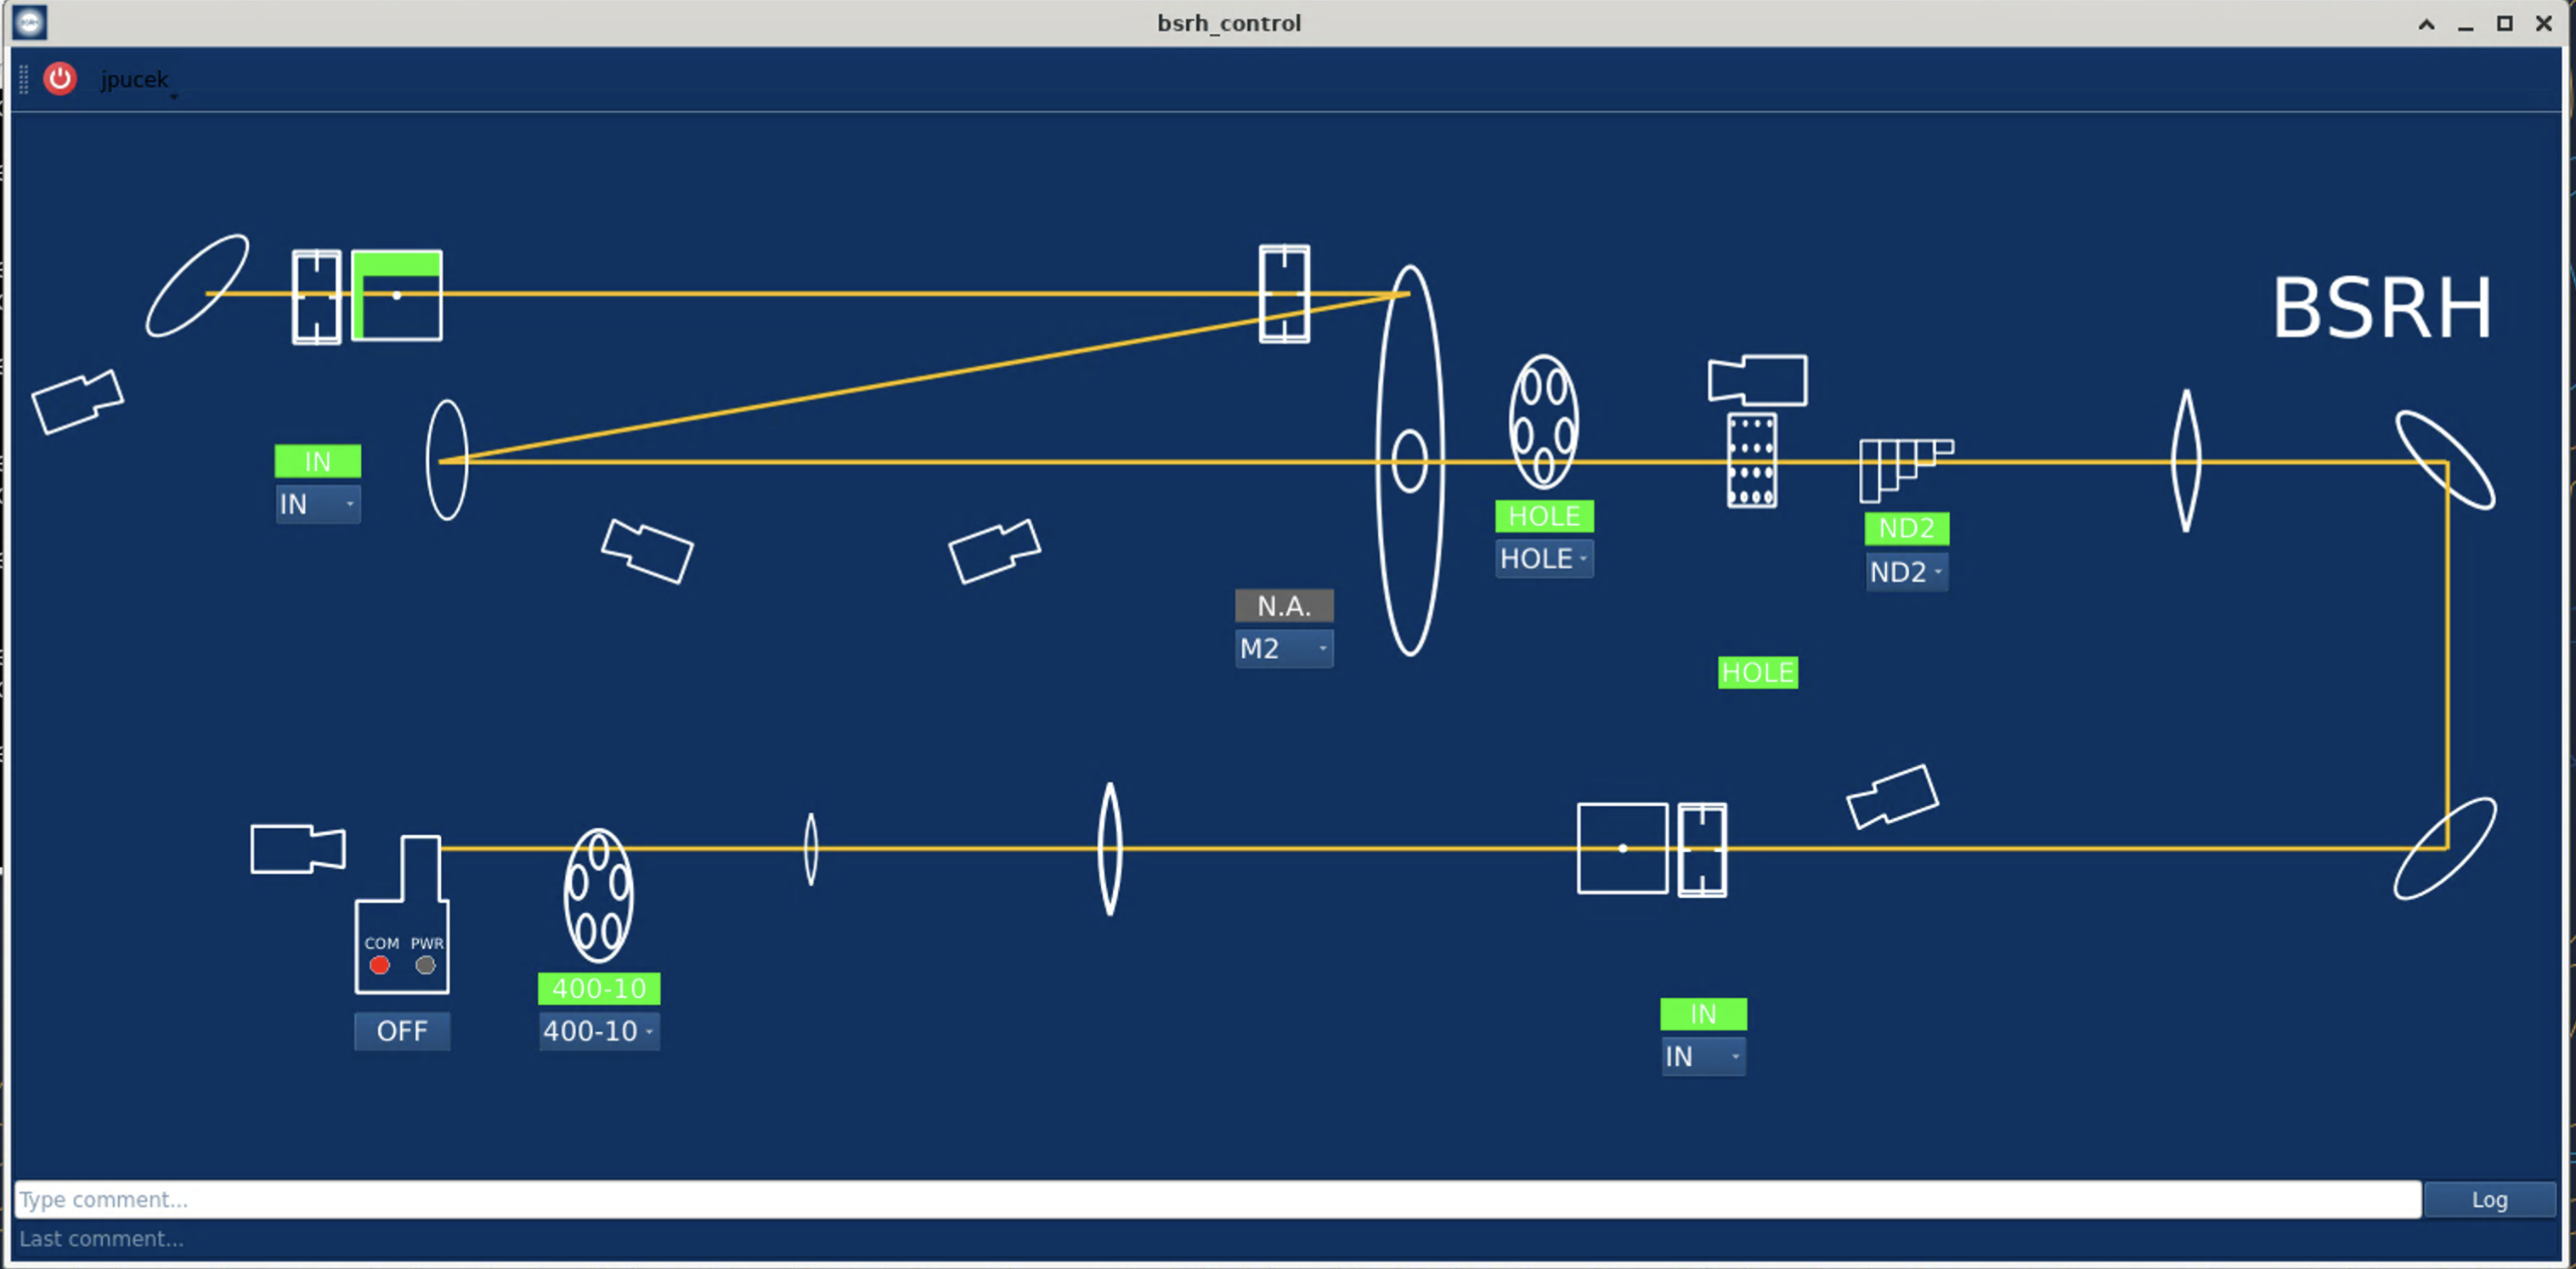 bsrh_control
jpucek
BSRH
IN
IN
HOLE
HOLE
ND2
ND2
N.A.
M2
HOLE
COM PWR
OFF
400-10
400-10
IN
IN
Type comment...
Log
Last comment...